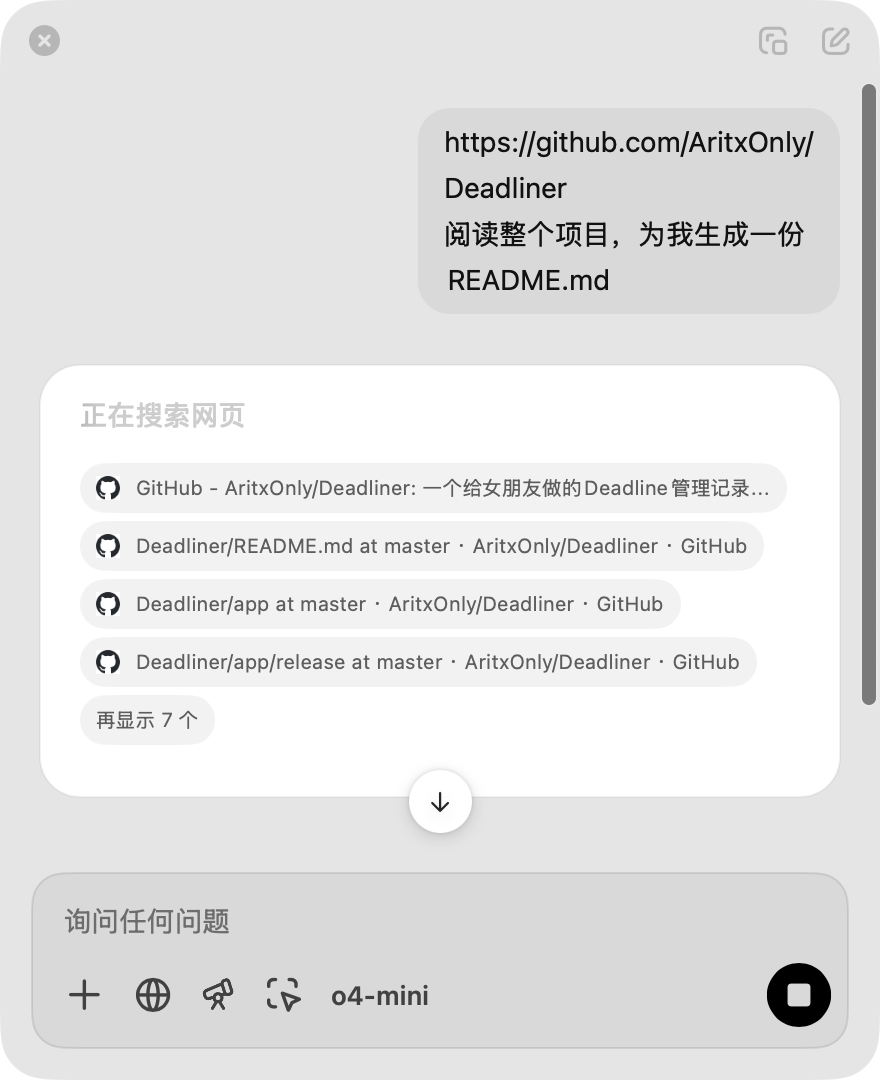 https://github.com/AritxOnly/
Deadliner
阅读整个项目，为我生成一份
README.md
正在搜索网页
GitHub - AritxOnly/Deadliner: 一个给女朋友做的Deadline管理记录...
Deadliner/README.md at master · AritxOnly/Deadliner · GitHub
Deadliner/app at master · AritxOnly/Deadliner · GitHub
Deadliner/app/release at master · AritxOnly/Deadliner · GitHub
再显示 7 个
询问任何问题
o4-mini